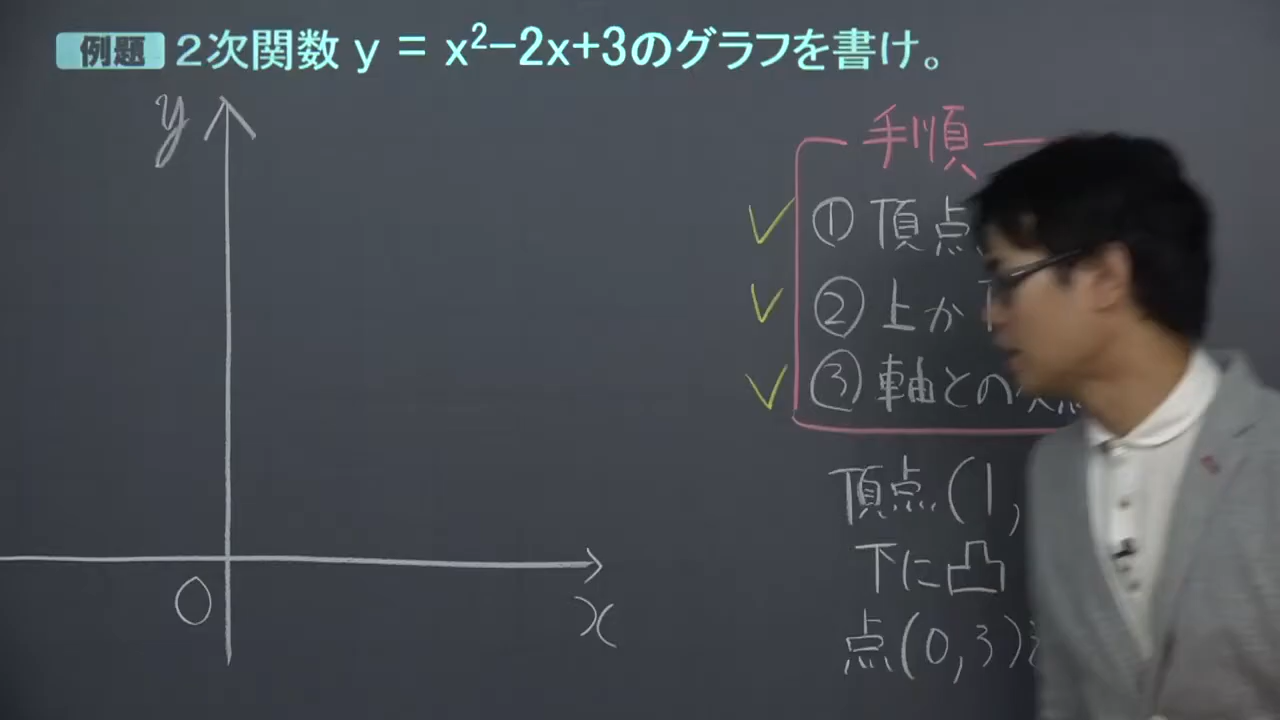 例題 2次関数 y = x²−2x+3のグラフを書け。
y
手順
① 頂点
② 上か
③ 軸との
頂点(1,
下に凸
点(0,3)
O
x